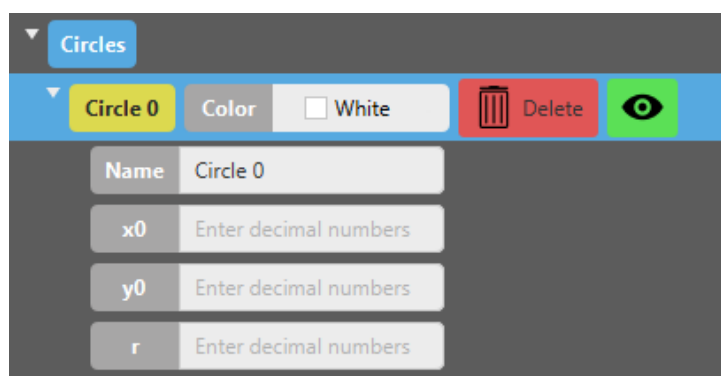 Circles
Circle 0 Color White Delete
Name Circle 0
x0 Enter decimal numbers
y0 Enter decimal numbers
r Enter decimal numbers